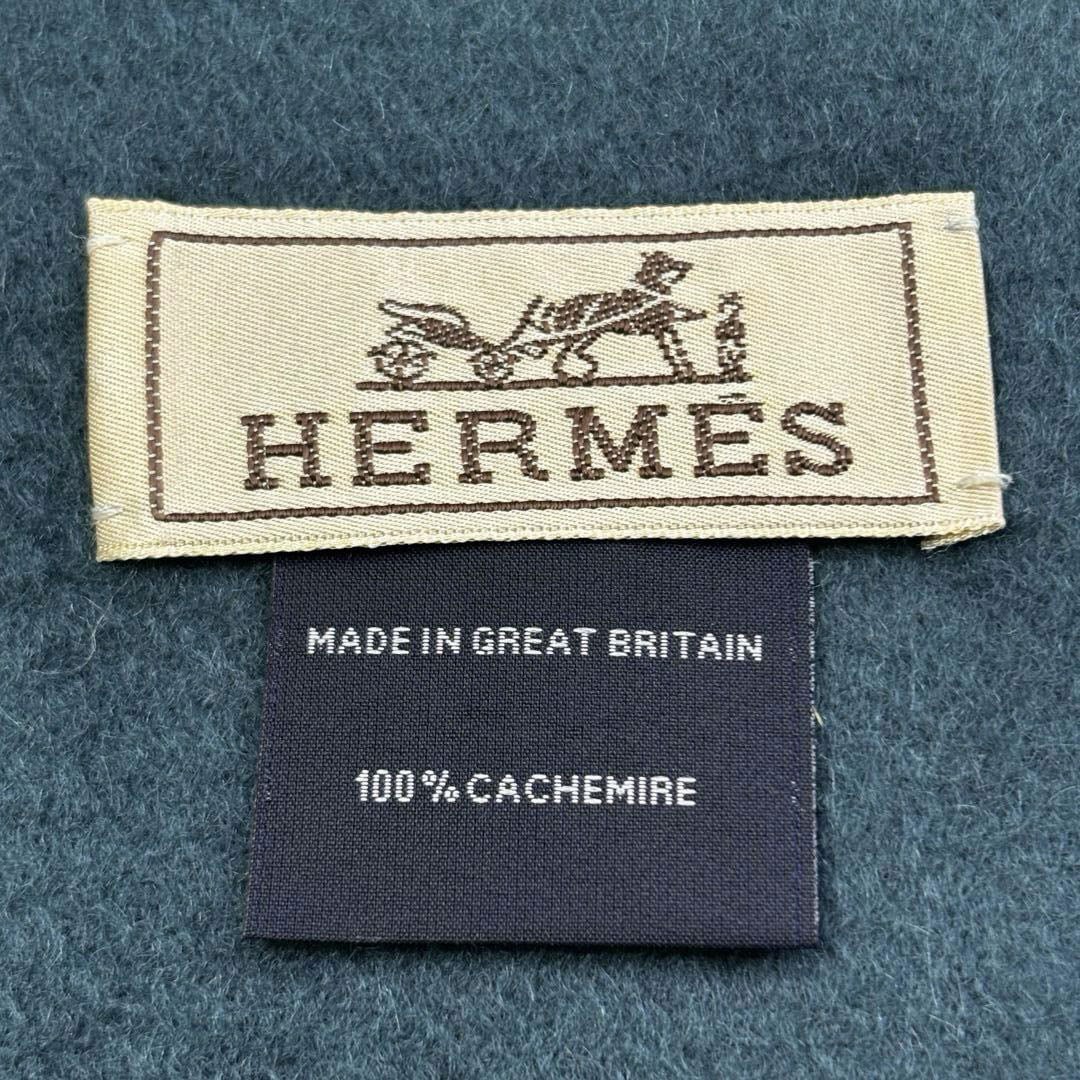 HERMÈS
MADE IN GREAT BRITAIN
100% CACHEMIRE